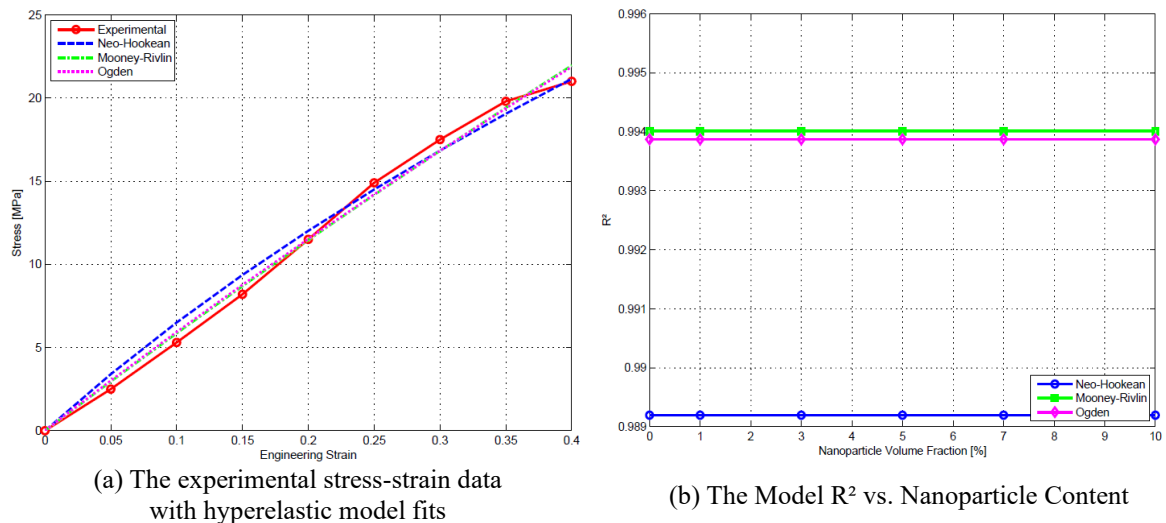 25
20
15
10
5
0
Stress [MPa]
Experimental
Neo-Hookean
Mooney-Rivlin
Ogden
0 0.05 0.1 0.15 0.2 0.25 0.3 0.35 0.4
Engineering Strain
(a) The experimental stress-strain data
with hyperelastic model fits
0.996
0.995
0.994
0.993
0.992
0.991
0.99
0.989
R²
Neo-Hookean
Mooney-Rivlin
Ogden
0 1 2 3 4 5 6 7 8 9 10
Nanoparticle Volume Fraction [%]
(b) The Model R² vs. Nanoparticle Content